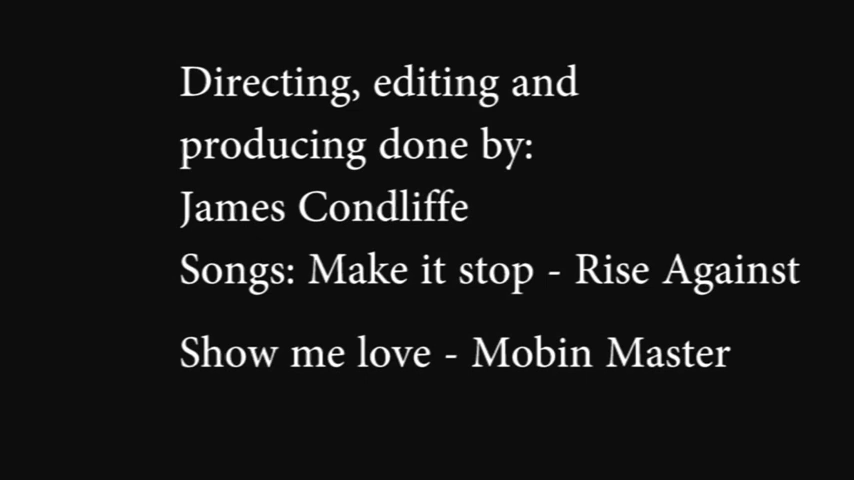 Directing, editing and
producing done by:
James Condliffe
Songs: Make it stop - Rise Against
Show me love - Mobin Master